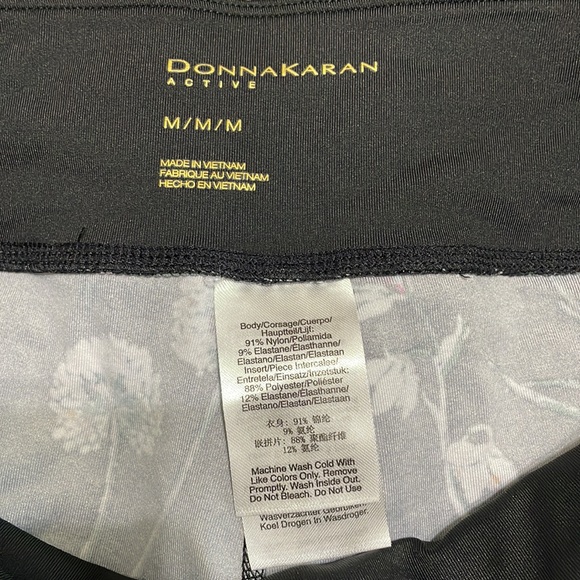 DONNAKARAN
ACTIVE
M/M/M
MADE IN VIETNAM
FABRIQUE AU VIETNAM
HECHO EN VIETNAM
Body/Corsage/Cuerpo/
Hauptteil/Lijf:
91% Nylon/Poliamida
9% Elastane/Élasthanne/
Elastano/Elastan/Elastaan
Insert/Piece Intercalee/
Entretela/Einsatz/Inzetstuk:
88% Polyester/Poliéster
12% Elastane/Élasthanne/
Elastano/Elastan/Elastaan
衣身: 91% 锦纶
9% 氨纶
嵌拼片: 88% 聚酯纤维
12% 氨纶
Machine Wash Cold With
Like Colors Only. Remove
Promptly. Wash Inside Out.
Do Not Bleach. Do Not Use
Wasverzachter Gebruiken.
Koel Drogen In Wasdroger.